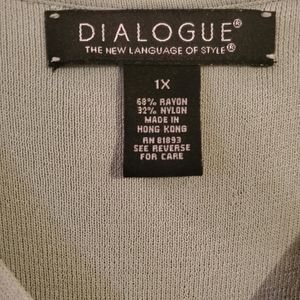 DIALOGUE®
THE NEW LANGUAGE OF STYLE®
1X
68% RAYON
32% NYLON
MADE IN
HONG KONG
RN 81893
SEE REVERSE
FOR CARE